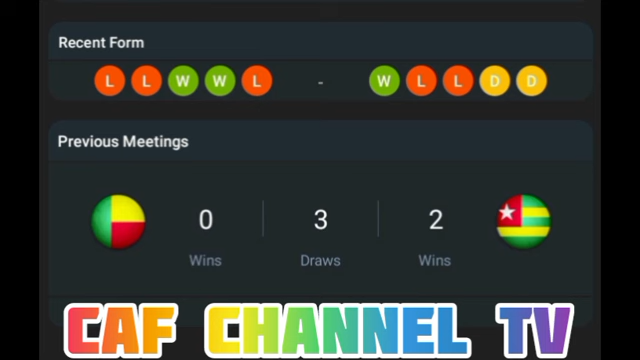 Recent Form
L L W W L - W L L D D
Previous Meetings
0 3 2
Wins Draws Wins
CAF CHANNEL TV